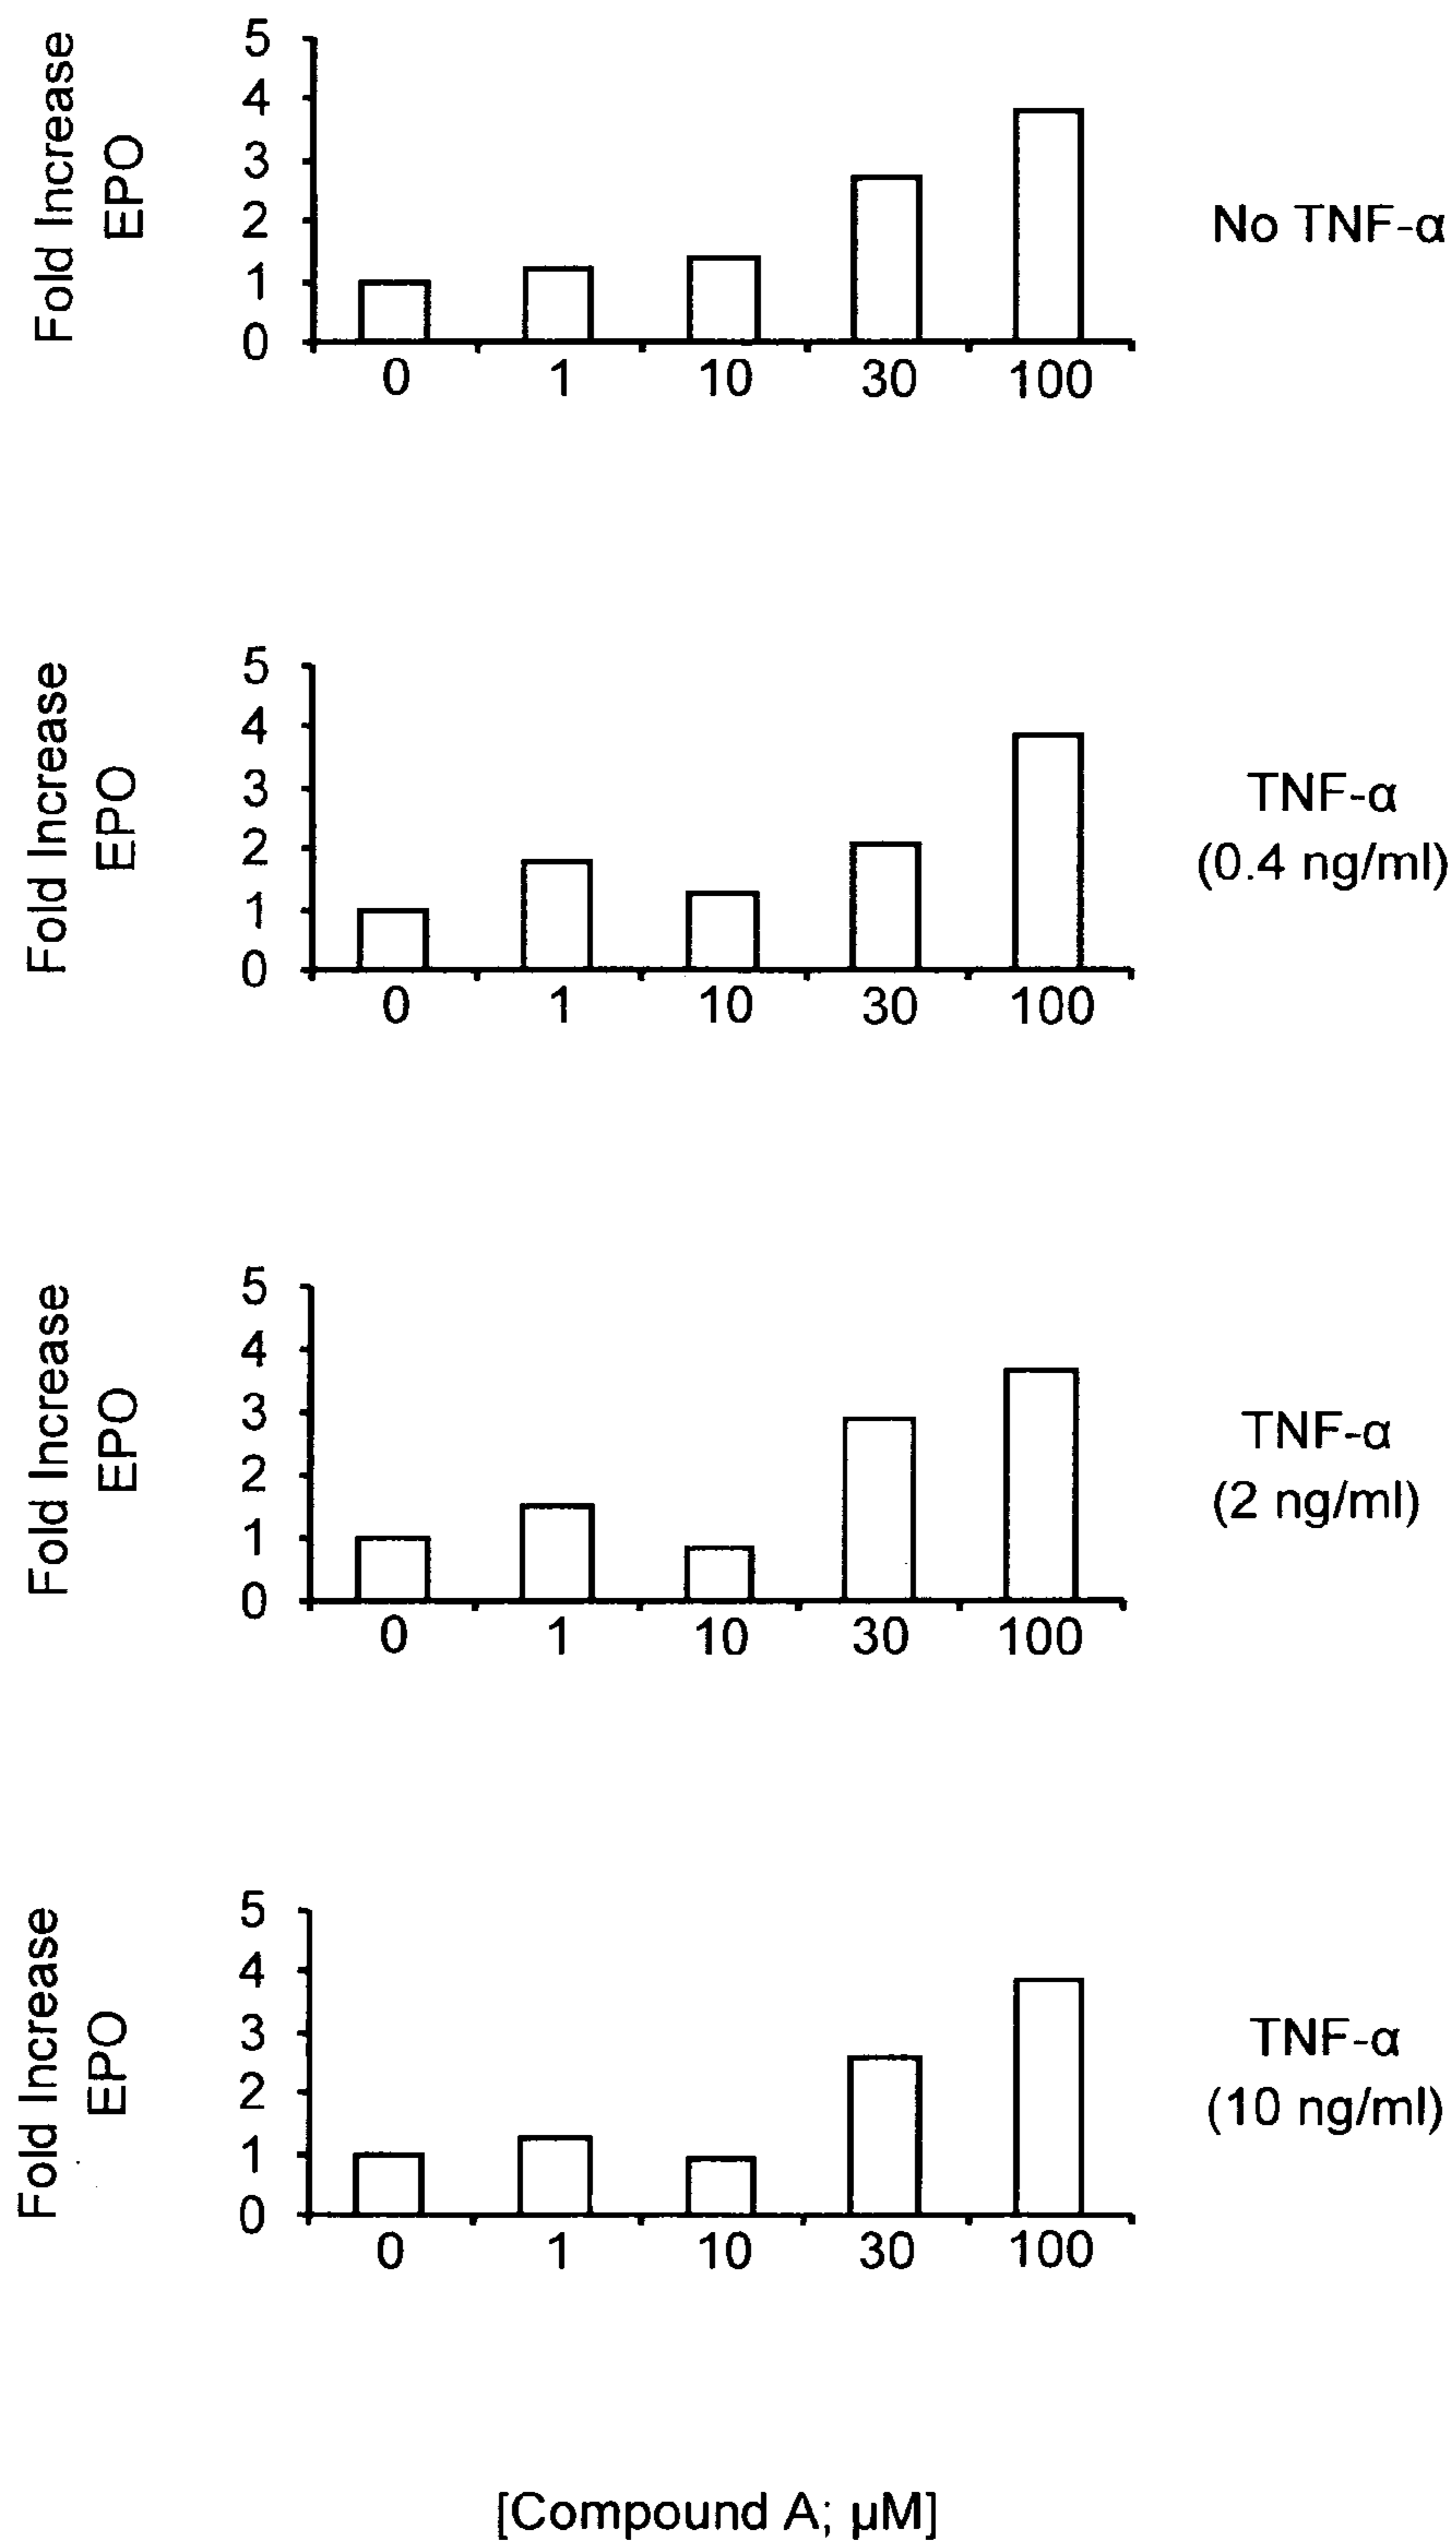 Fold Increase
EPO
5
4
3
2
1
0
0 1 10 30 100
No TNF-α
Fold Increase
EPO
5
4
3
2
1
0
0 1 10 30 100
TNF-α
(0.4 ng/ml)
Fold Increase
EPO
5
4
3
2
1
0
0 1 10 30 100
TNF-α
(2 ng/ml)
Fold Increase
EPO
5
4
3
2
1
0
0 1 10 30 100
TNF-α
(10 ng/ml)
[Compound A; μM]